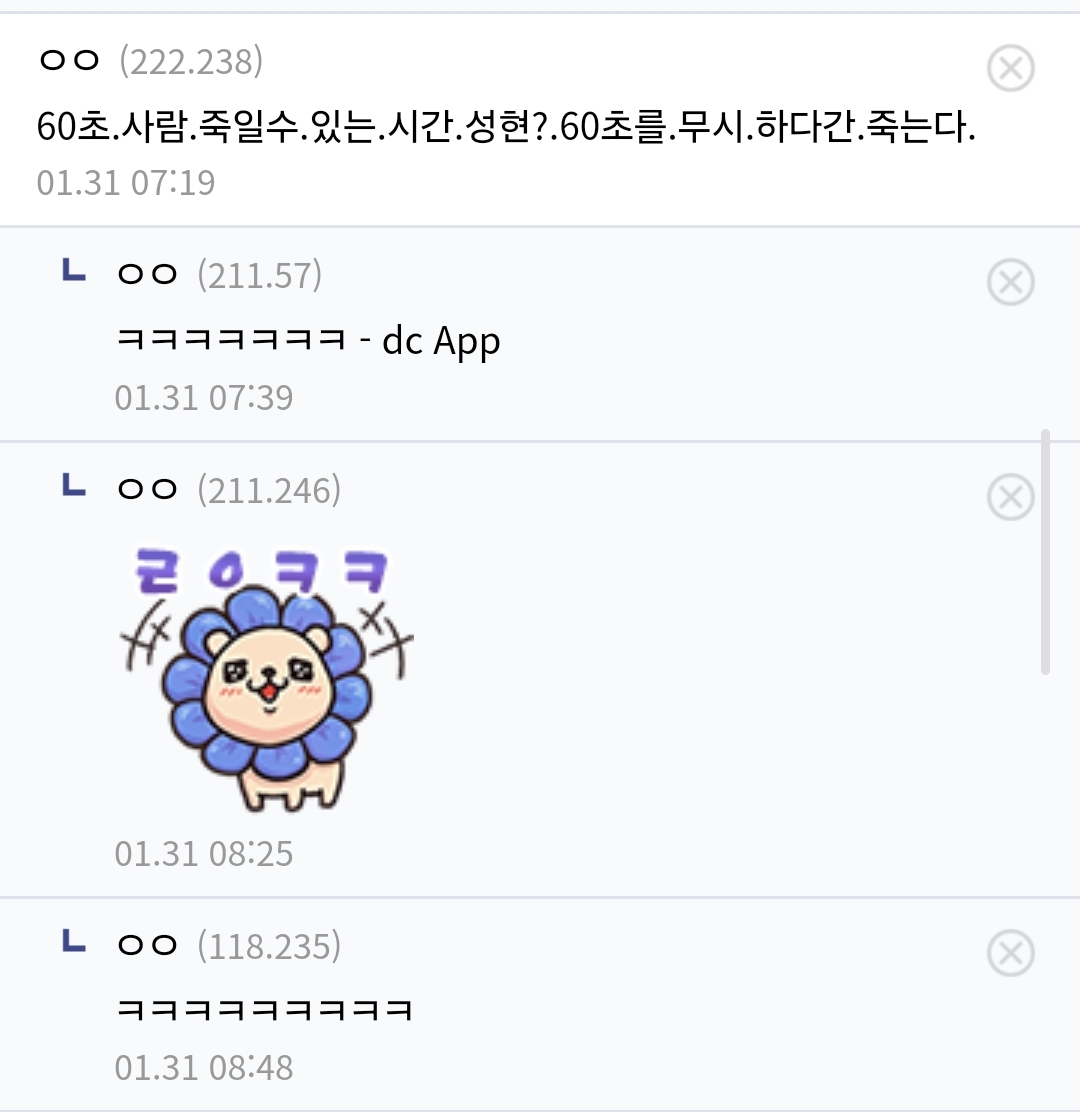 ㅇㅇ (222.238)
60초.사람.죽일수.있는.시간.성현?.60초를.무시.하다간.죽는다.
01.31 07:19
ㅇㅇ (211.57)
ㅋㅋㅋㅋㅋㅋㅋ - dc App
01.31 07:39
ㅇㅇ (211.246)
ㄹㅇㅋㅋ
01.31 08:25
ㅇㅇ (118.235)
ㅋㅋㅋㅋㅋㅋㅋㅋㅋ
01.31 08:48